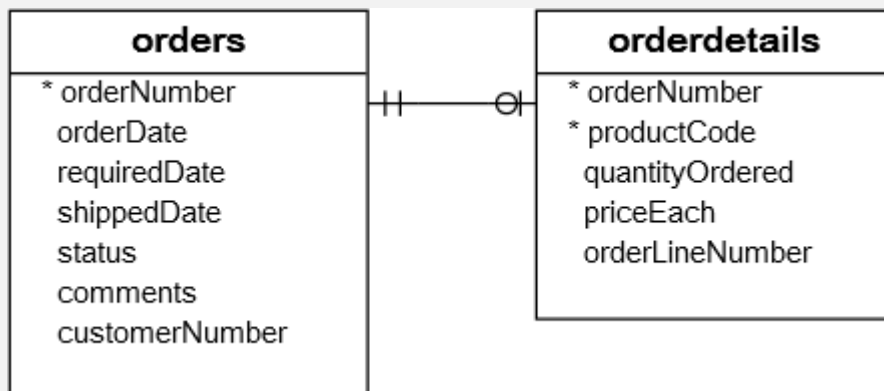 orders
* orderNumber
orderDate
requiredDate
shippedDate
status
comments
customerNumber
orderdetails
* orderNumber
* productCode
quantityOrdered
priceEach
orderLineNumber